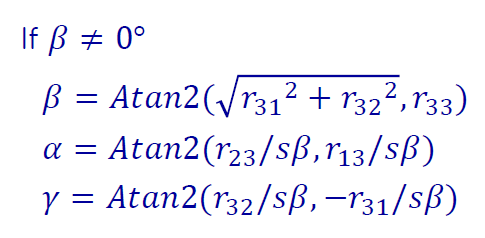 If β ≠ 0°
β = Atan2(√r₃₁² + r₃₂², r₃₃)
α = Atan2(r₂₃/sβ, r₁₃/sβ)
γ = Atan2(r₃₂/sβ, −r₃₁/sβ)